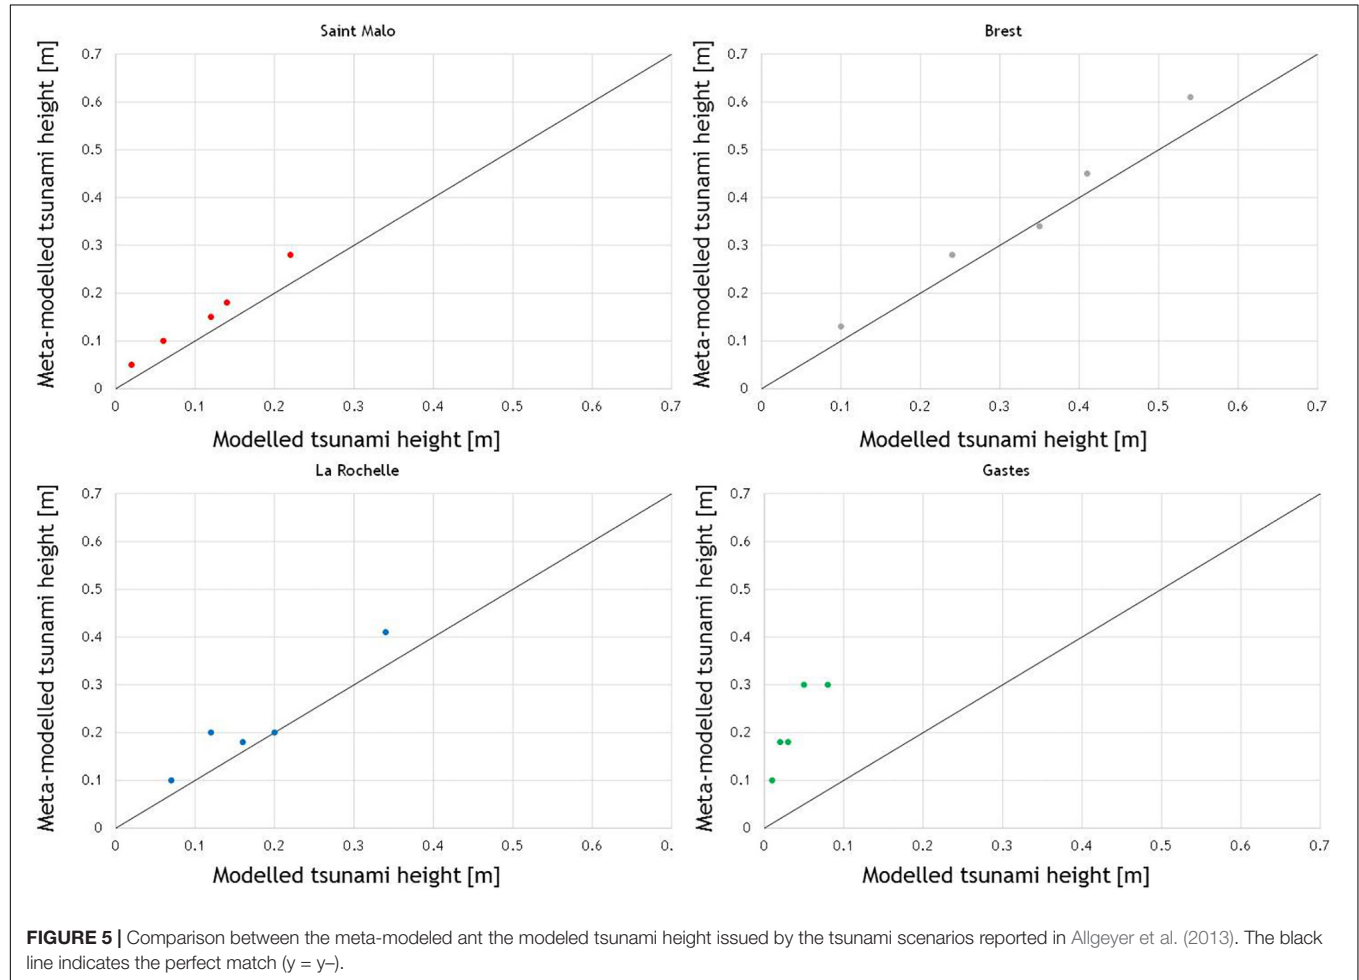 Saint Malo
Meta-modelled tsunami height [m]
0.7
0.6
0.5
0.4
0.3
0.2
0.1
0
0 0.1 0.2 0.3 0.4 0.5 0.6 0.7
Modelled tsunami height [m]
Brest
Meta-modelled tsunami height [m]
0.7
0.6
0.5
0.4
0.3
0.2
0.1
0
0 0.1 0.2 0.3 0.4 0.5 0.6 0.7
Modelled tsunami height [m]
La Rochelle
Meta-modelled tsunami height [m]
0.7
0.6
0.5
0.4
0.3
0.2
0.1
0
0 0.1 0.2 0.3 0.4 0.5 0.6 0.
Modelled tsunami height [m]
Gastes
Meta-modelled tsunami height [m]
0.7
0.6
0.5
0.4
0.3
0.2
0.1
0
0 0.1 0.2 0.3 0.4 0.5 0.6 0.7
Modelled tsunami height [m]
FIGURE 5 | Comparison between the meta-modeled ant the modeled tsunami height issued by the tsunami scenarios reported in Allgeyer et al. (2013). The black
line indicates the perfect match (y = y–).